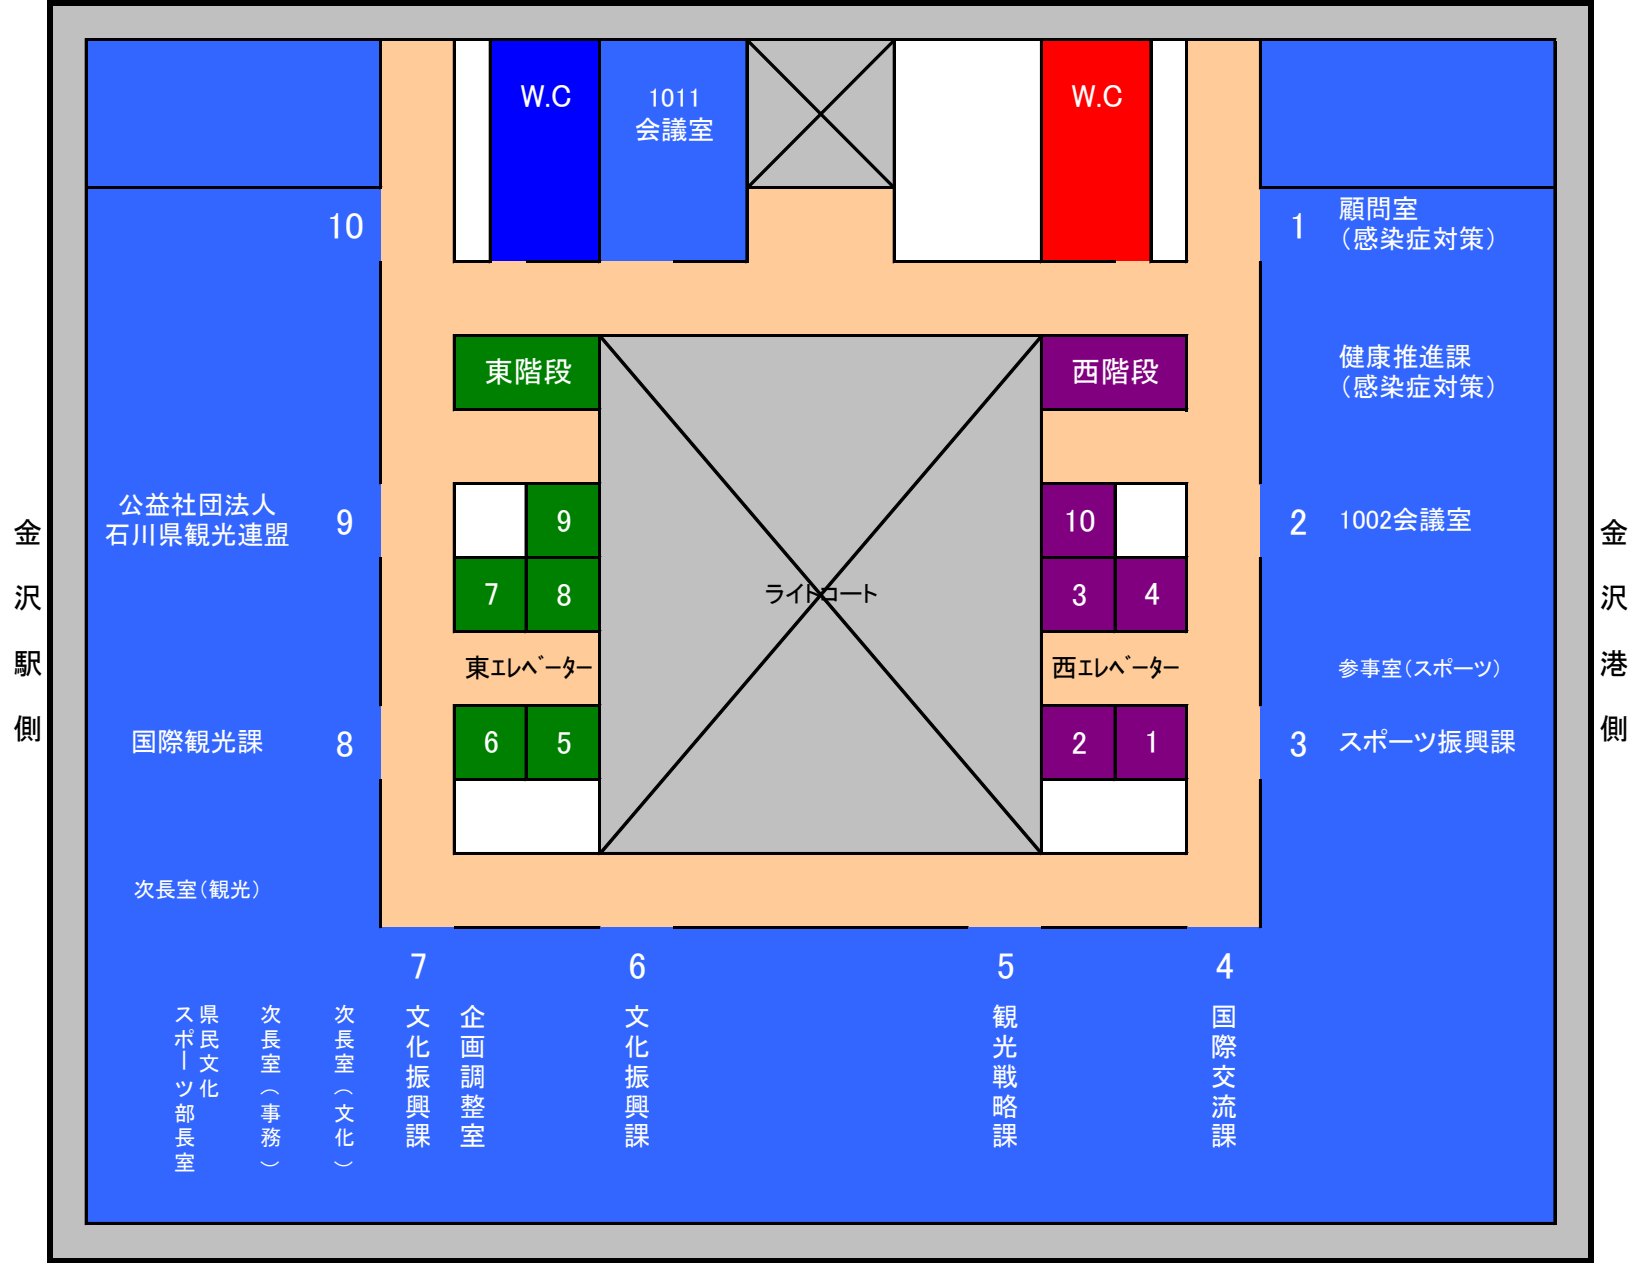 W.C
1011
会議室
W.C
10
1
顧問室
（感染症対策）
東階段
西階段
健康推進課
（感染症対策）
公益社団法人
石川県観光連盟
9
9
10
2
1002会議室
7
8
3
4
ライトコート
東ｴﾚﾍﾞｰﾀｰ
西ｴﾚﾍﾞｰﾀｰ
参事室（スポーツ）
国際観光課
8
6
5
2
1
3
スポーツ振興課
次長室（観光）
金沢駅側
金沢港側
7
6
5
4
県民文化
スポーツ部長室
次長室（事務）
次長室（文化）
文化振興課
企画調整室
文化振興課
観光戦略課
国際交流課